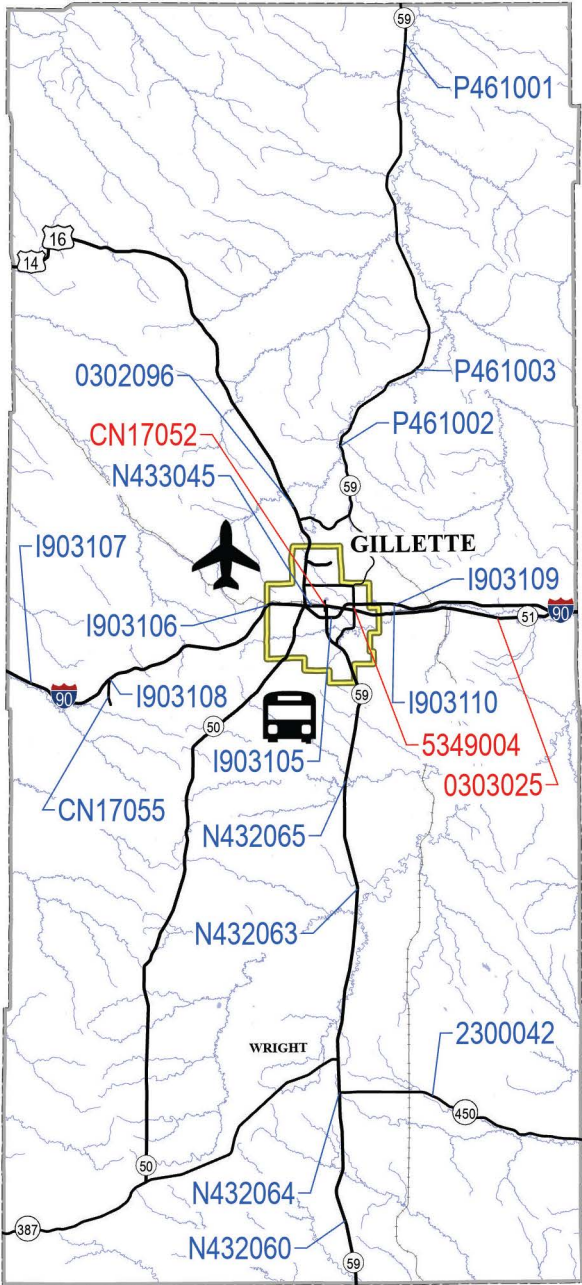 59
P461001
16
14
P461003
0302096
P461002
CN17052
N433045
59
GILLETTE
I903107
I903109
I903106
51
90
90
I903108
59
I903110
50
5349004
I903105
0303025
CN17055
N432065
N432063
WRIGHT
2300042
450
50
N432064
387
N432060
59